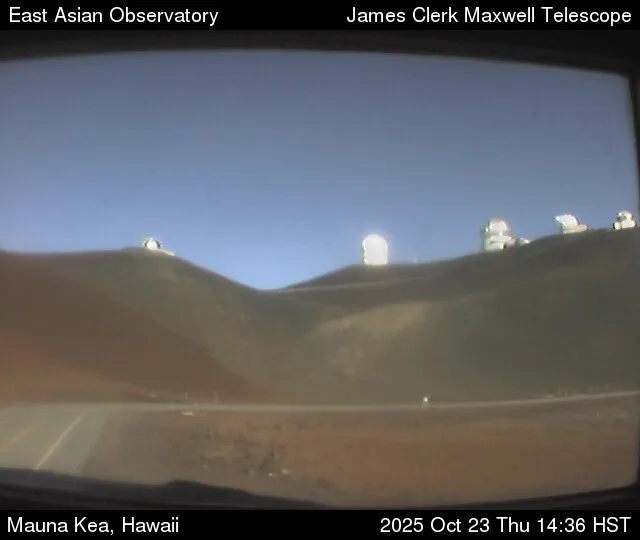 East Asian Observatory
James Clerk Maxwell Telescope
Mauna Kea, Hawaii
2025 Oct 23 Thu 14:36 HST